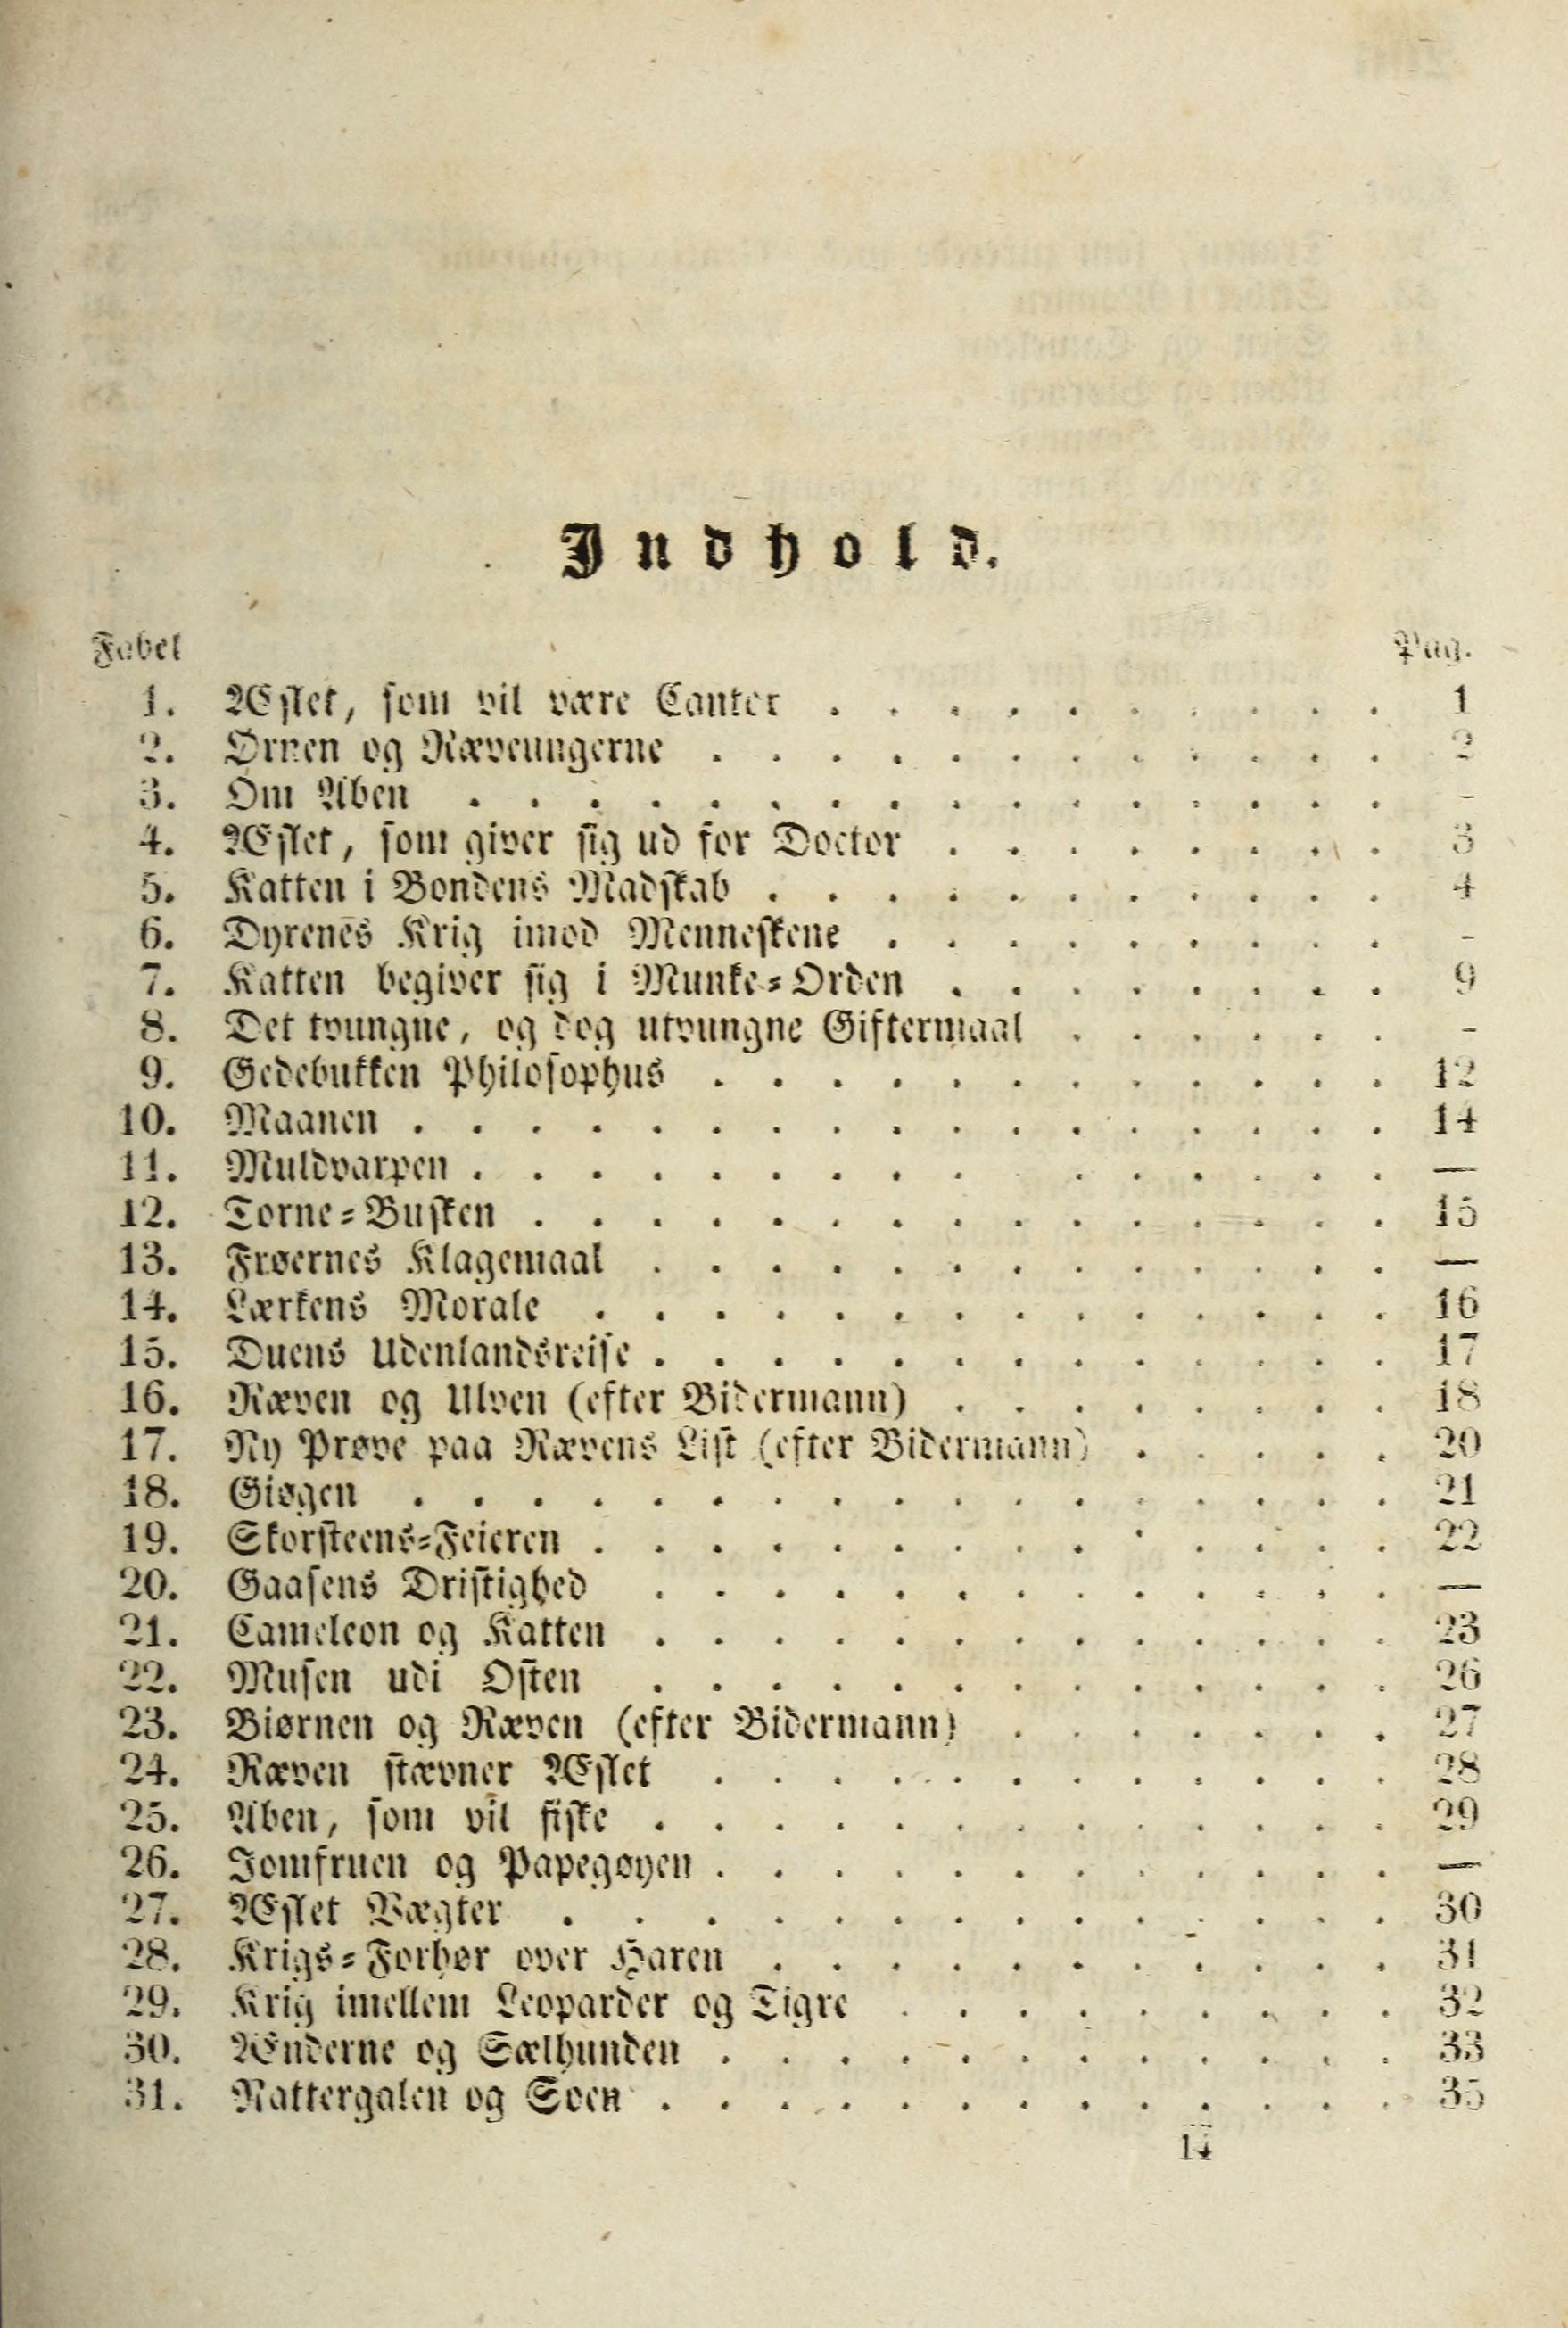 Indhold.
Fabel Pag.
1. Æslet, som vil være Cantor . . . . . . . . . . 1
2. Ørnen og Ræveungerne . . . . . . . . . . . . 2
3. Om Aben . . . . . . . . . . . . . . . . -
4. Æslet, som giver sig ud for Doctor . . . . . . . . 3
5. Katten i Bondens Madskab . . . . . . . . . . . 4
6. Dyrenes Krig imod Menneskene . . . . . . . . . -
7. Katten begiver sig i Munke-Orden . . . . . . . . 9
8. Det tvungne, og dog utvungne Giftermaal . . . . . . -
9. Gedebukken Philosophus . . . . . . . . . . . . 12
10. Maanen . . . . . . . . . . . . . . . . . 14
11. Muldvarpen . . . . . . . . . . . . . . . . —
12. Torne-Busken . . . . . . . . . . . . . . . 15
13. Frøernes Klagemaal . . . . . . . . . . . . . —
14. Lærkens Morale . . . . . . . . . . . . . . 16
15. Duens Udenlandsreise . . . . . . . . . . . . . 17
16. Ræven og Ulven (efter Bidermann) . . . . . . . . 18
17. Ny Prøve paa Rævens List (efter Bidermann) . . . . . 20
18. Giøgen . . . . . . . . . . . . . . . . . 21
19. Skorsteens-Feieren . . . . . . . . . . . . . . 22
20. Gaasens Dristighed . . . . . . . . . . . . . —
21. Cameleon og Katten . . . . . . . . . . . . . 23
22. Musen udi Osten . . . . . . . . . . . . . 26
23. Biørnen og Ræven (efter Bidermann) . . . . . . . 27
24. Ræven stævner Æslet . . . . . . . . . . . . 28
25. Aben, som vil fiske . . . . . . . . . . . . . 29
26. Jomfruen og Papegøyen . . . . . . . . . . . . —
27. Æslet Vægter . . . . . . . . . . . . . 30
28. Krigs-Forhør over Haren . . . . . . . . . . . 31
29. Krig imellem Leoparder og Tigre . . . . . . . . . 32
30. Ænderne og Sælhunden . . . . . . . . . . . . 33
31. Nattergalen og Soen . . . . . . . . . . . . . 35
14